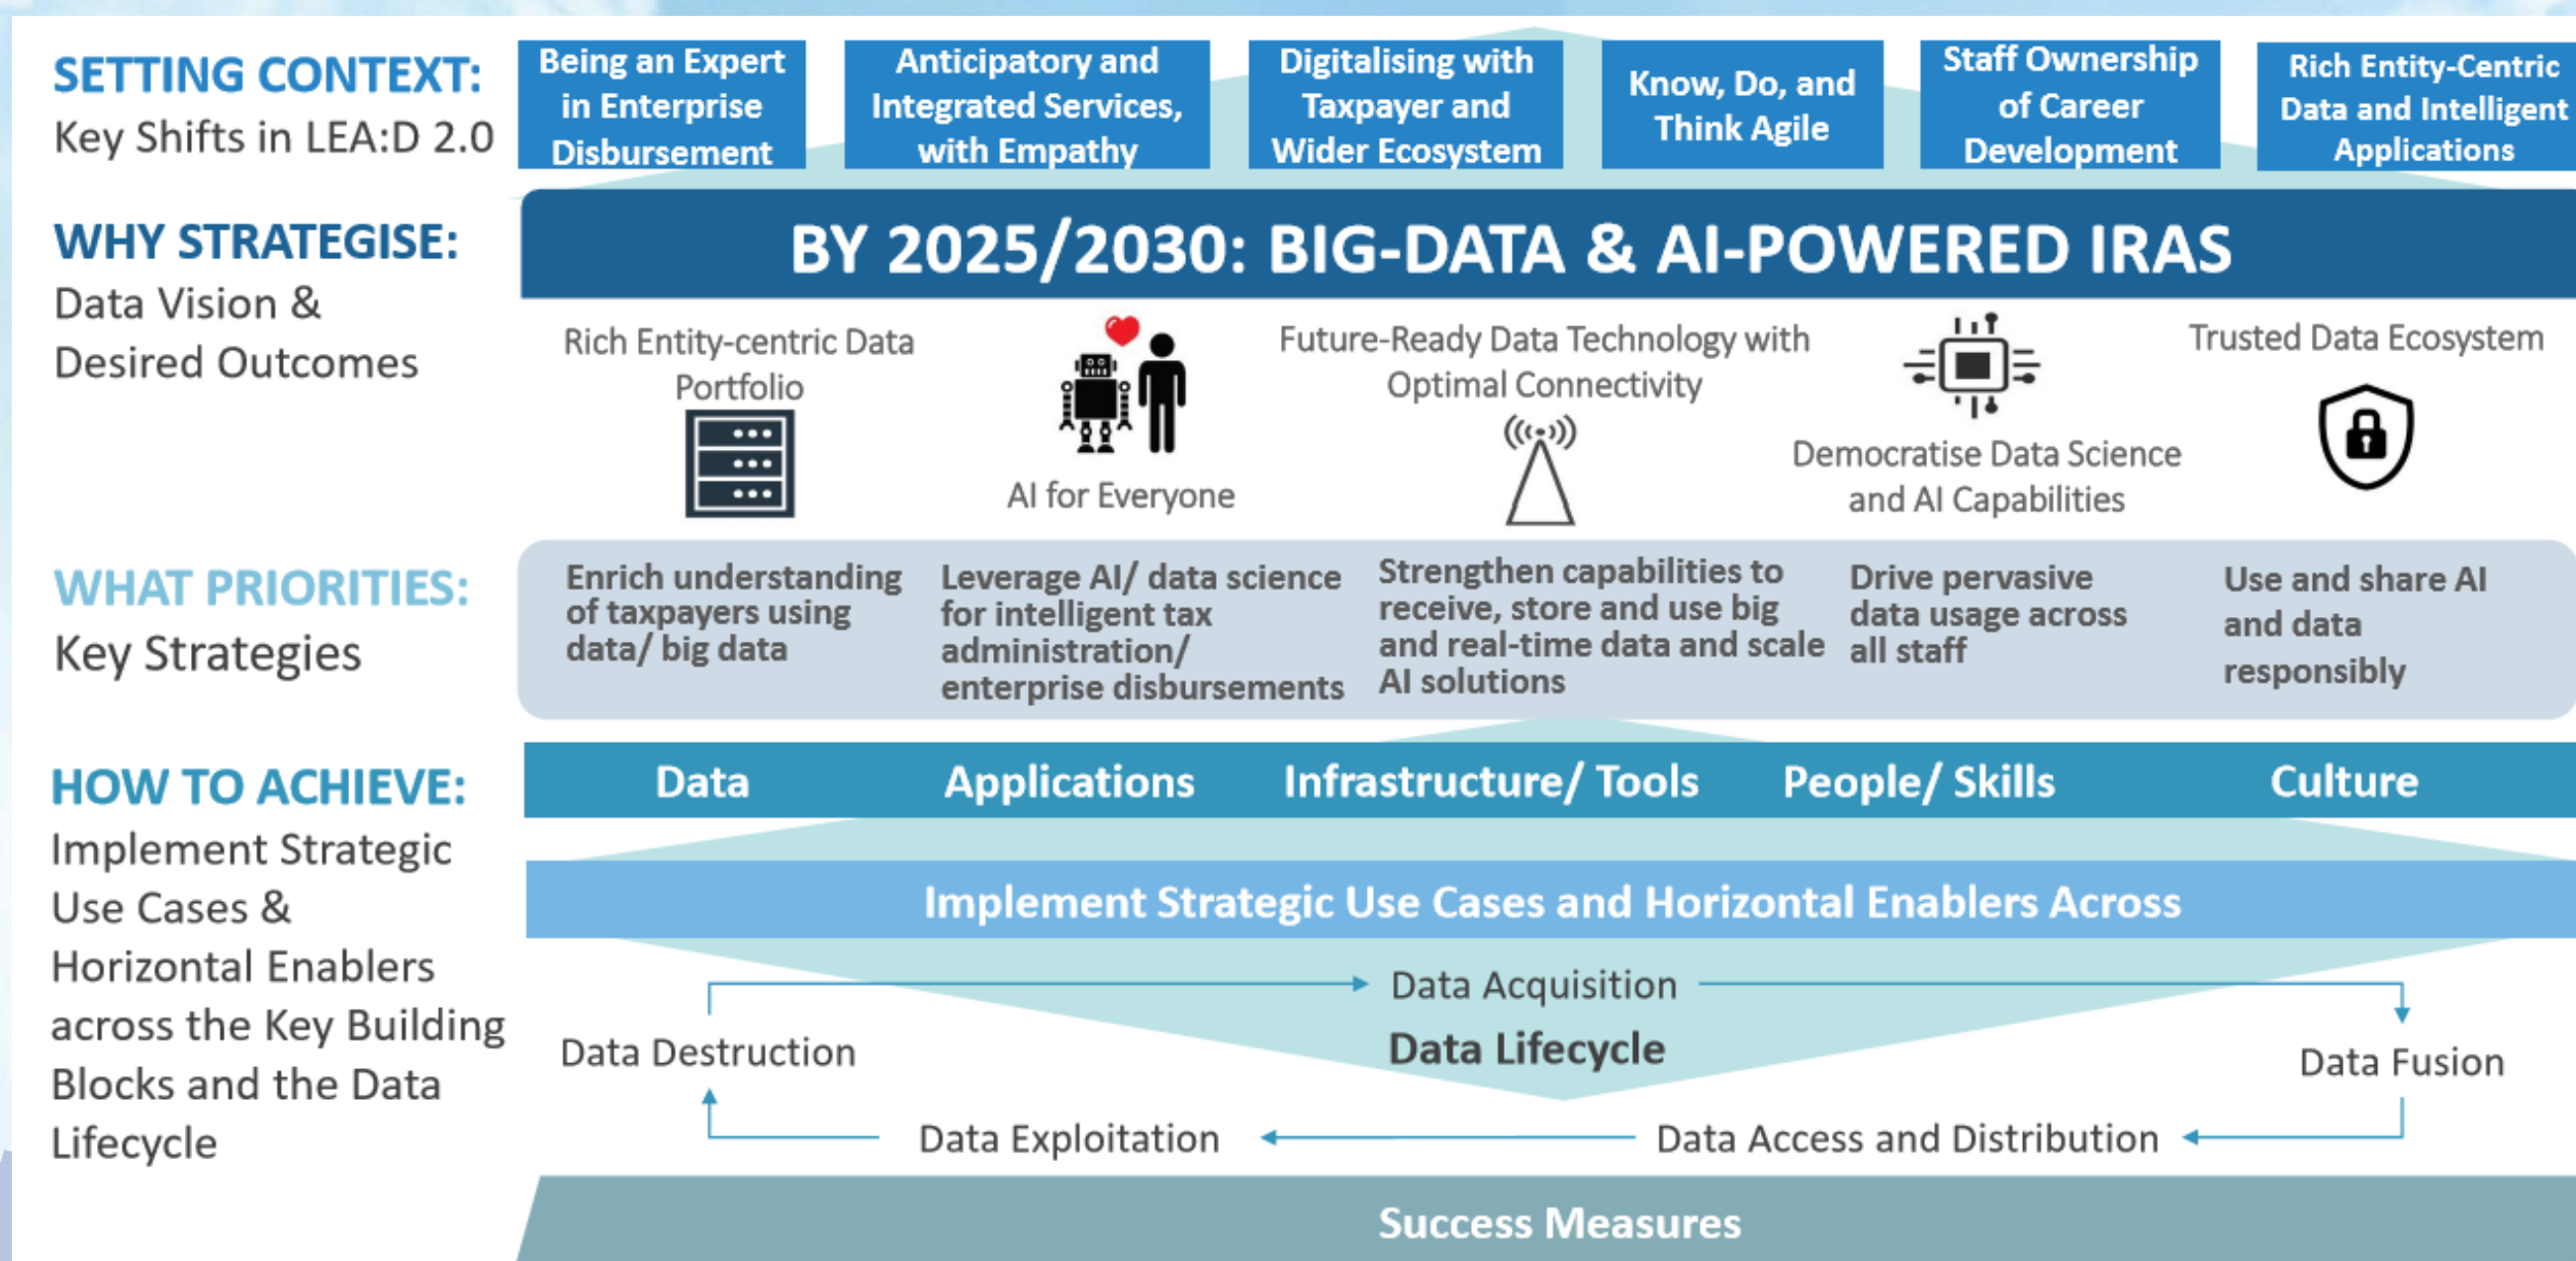 SETTING CONTEXT:
Key Shifts in LEA:D 2.0
Being an Expert
in Enterprise
Disbursement
Anticipatory and
Integrated Services,
with Empathy
Digitalising with
Taxpayer and
Wider Ecosystem
Know, Do, and
Think Agile
Staff Ownership
of Career
Development
Rich Entity-Centric
Data and Intelligent
Applications
WHY STRATEGISE:
Data Vision &
Desired Outcomes
BY 2025/2030: BIG-DATA & AI-POWERED IRAS
Rich Entity-centric Data
Portfolio
AI for Everyone
Future-Ready Data Technology with
Optimal Connectivity
Democratise Data Science
and AI Capabilities
Trusted Data Ecosystem
WHAT PRIORITIES:
Key Strategies
Enrich understanding
of taxpayers using
data/ big data
Leverage AI/ data science
for intelligent tax
administration/
enterprise disbursements
Strengthen capabilities to
receive, store and use big
and real-time data and scale
AI solutions
Drive pervasive
data usage across
all staff
Use and share AI
and data
responsibly
HOW TO ACHIEVE:
Implement Strategic
Use Cases &
Horizontal Enablers
across the Key Building
Blocks and the Data
Lifecycle
Data
Applications
Infrastructure/ Tools
People/ Skills
Culture
Implement Strategic Use Cases and Horizontal Enablers Across
Data Acquisition
Data Lifecycle
Data Destruction
Data Fusion
Data Exploitation
Data Access and Distribution
Success Measures